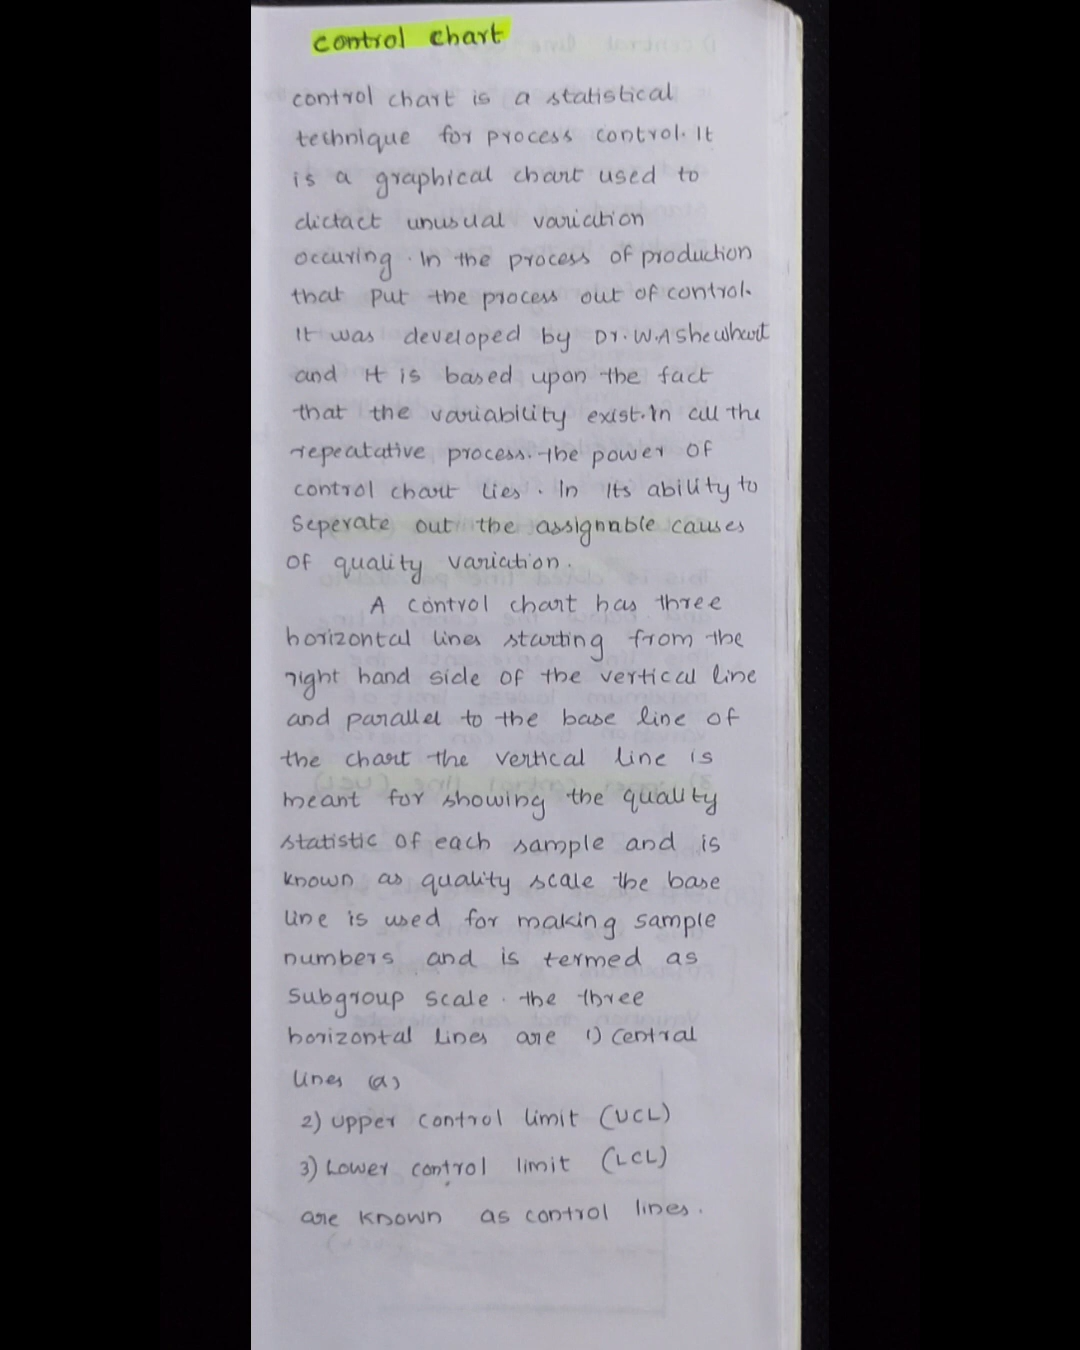 control chart
control chart is a statistical
technique for process control. It
is a graphical chart used to
dictact unusual variation
occuring. In the process of production
that put the process out of control.
It was developed by Dr. W.A Shewhart
and it is based upon the fact
that the variability exist. In all the
repeatative process. the power of
control chart lies. In Its ability to
Seperate out the assignable causes
of quality variation.
A control chart has three
horizontal lines starting from the
right hand side of the vertical line
and parallel to the base line of
the chart the vertical line is
meant for showing the quality
statistic of each sample and is
known as quality scale the base
line is used for making sample
numbers and is termed as
Subgroup scale. the three
horizontal lines are 1) Central
lines
2) upper control limit (UCL)
3) Lower control limit (LCL)
are known as control lines.